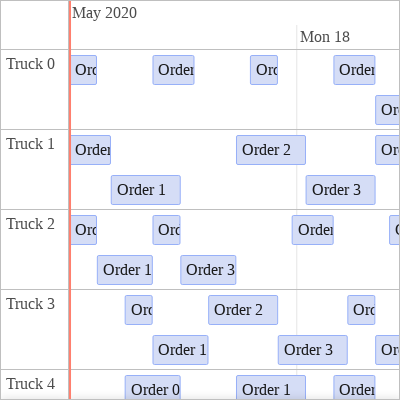 May 2020
Mon 18
Truck 0
Ord Order Ord Order
Or
Truck 1
Order Order 2 Or
Order 1 Order 3
Truck 2
Ord Ord Order
Order 1 Order 3
Truck 3
Ord Order 2 Ord
Order 1 Order 3 Or
Truck 4
Order 0 Order 1 Order